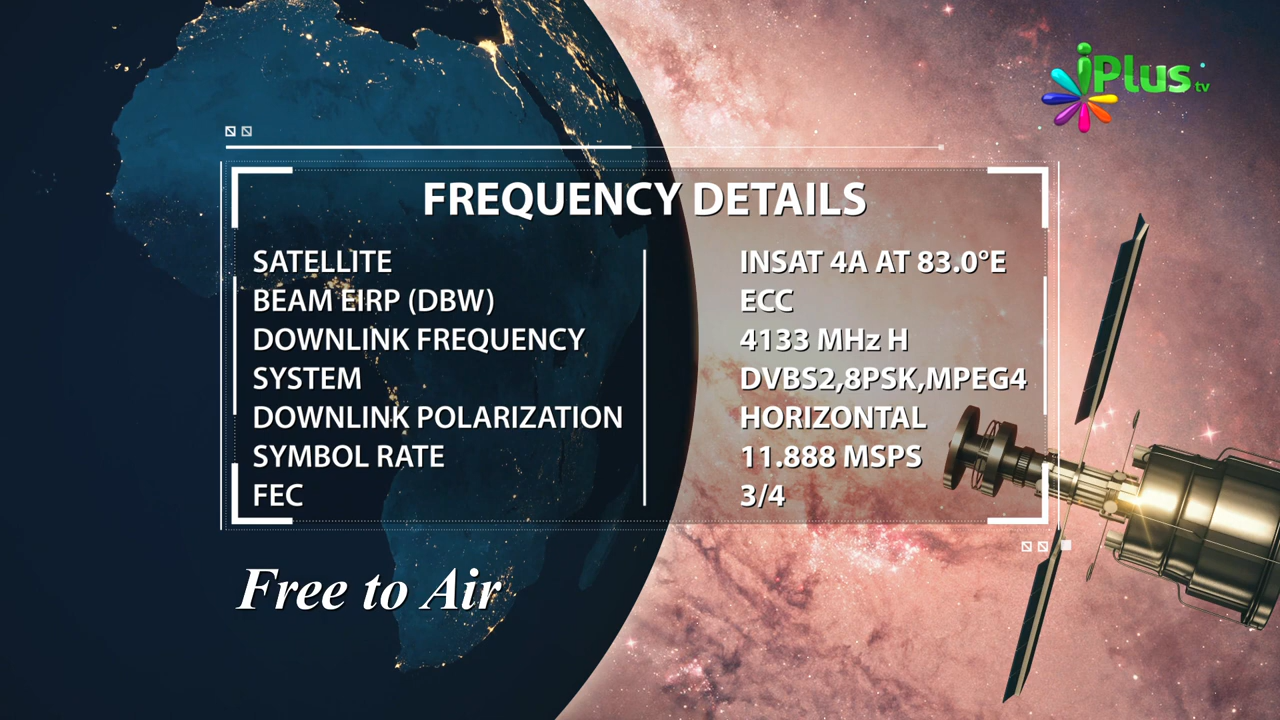 iPlus tv
FREQUENCY DETAILS
SATELLITE INSAT 4A AT 83.0°E
BEAM EIRP (DBW) ECC
DOWNLINK FREQUENCY 4133 MHz H
SYSTEM DVBS2,8PSK,MPEG4
DOWNLINK POLARIZATION HORIZONTAL
SYMBOL RATE 11.888 MSPS
FEC 3/4
Free to Air